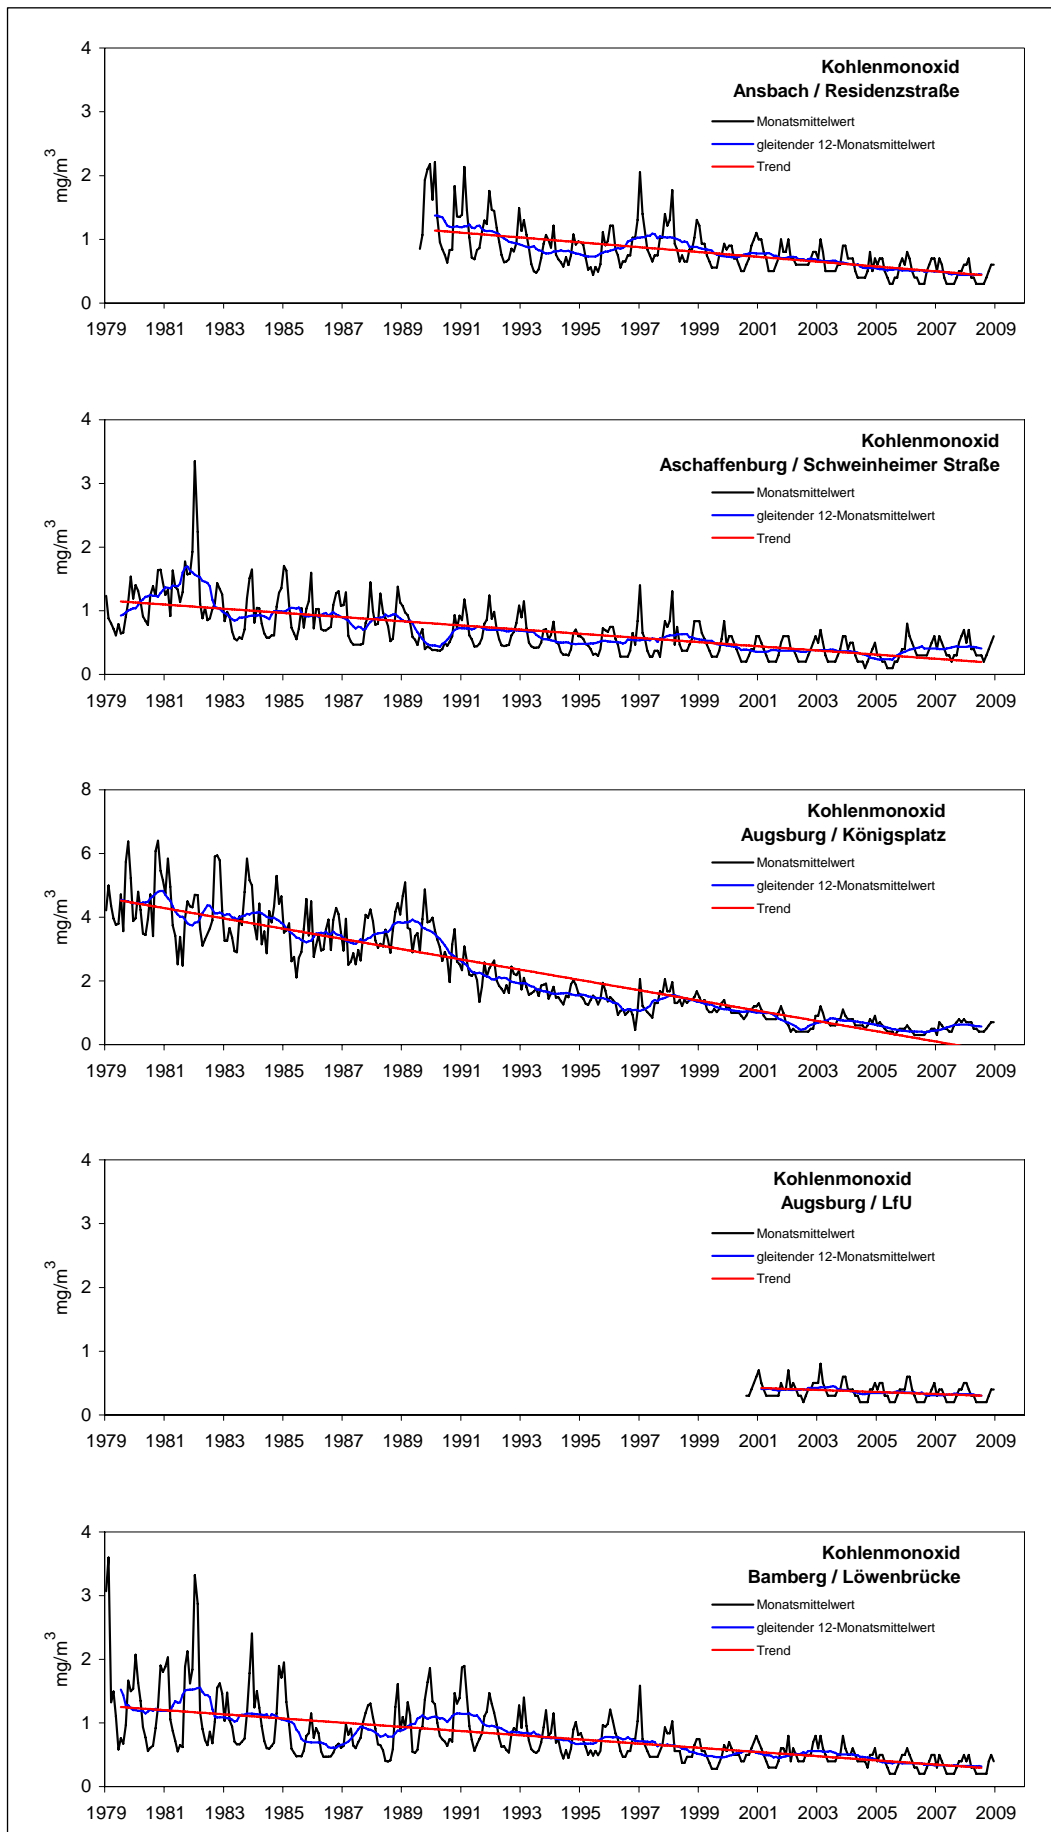 Kohlenmonoxid
Ansbach / Residenzstraße
Monatsmittelwert
gleitender 12-Monatsmittelwert
Trend
mg/m³
4
3
2
1
0
1979 1981 1983 1985 1987 1989 1991 1993 1995 1997 1999 2001 2003 2005 2007 2009
Kohlenmonoxid
Aschaffenburg / Schweinheimer Straße
Monatsmittelwert
gleitender 12-Monatsmittelwert
Trend
mg/m³
4
3
2
1
0
1979 1981 1983 1985 1987 1989 1991 1993 1995 1997 1999 2001 2003 2005 2007 2009
Kohlenmonoxid
Augsburg / Königsplatz
Monatsmittelwert
gleitender 12-Monatsmittelwert
Trend
mg/m³
8
6
4
2
0
1979 1981 1983 1985 1987 1989 1991 1993 1995 1997 1999 2001 2003 2005 2007 2009
Kohlenmonoxid
Augsburg / LfU
Monatsmittelwert
gleitender 12-Monatsmittelwert
Trend
mg/m³
4
3
2
1
0
1979 1981 1983 1985 1987 1989 1991 1993 1995 1997 1999 2001 2003 2005 2007 2009
Kohlenmonoxid
Bamberg / Löwenbrücke
Monatsmittelwert
gleitender 12-Monatsmittelwert
Trend
mg/m³
4
3
2
1
0
1979 1981 1983 1985 1987 1989 1991 1993 1995 1997 1999 2001 2003 2005 2007 2009